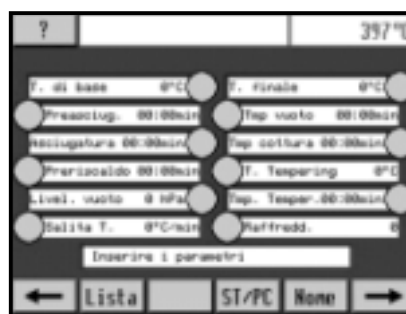 ?
397°C
T. di base 0°C
T. finale 0°C
Preasciug. 00:00min
Tmp vuoto 00:00min
Asciugatura 00:00min
Tmp cottura 00:00min
Preriscaldo 00:00min
T. Tempering 0°C
Livel. vuoto 0 hPa
Tmp. Temper. 00:00min
Salita T. 0°C/min
Raffredd. 0
Inserire i parametri
← Lista ST/PC Nome →